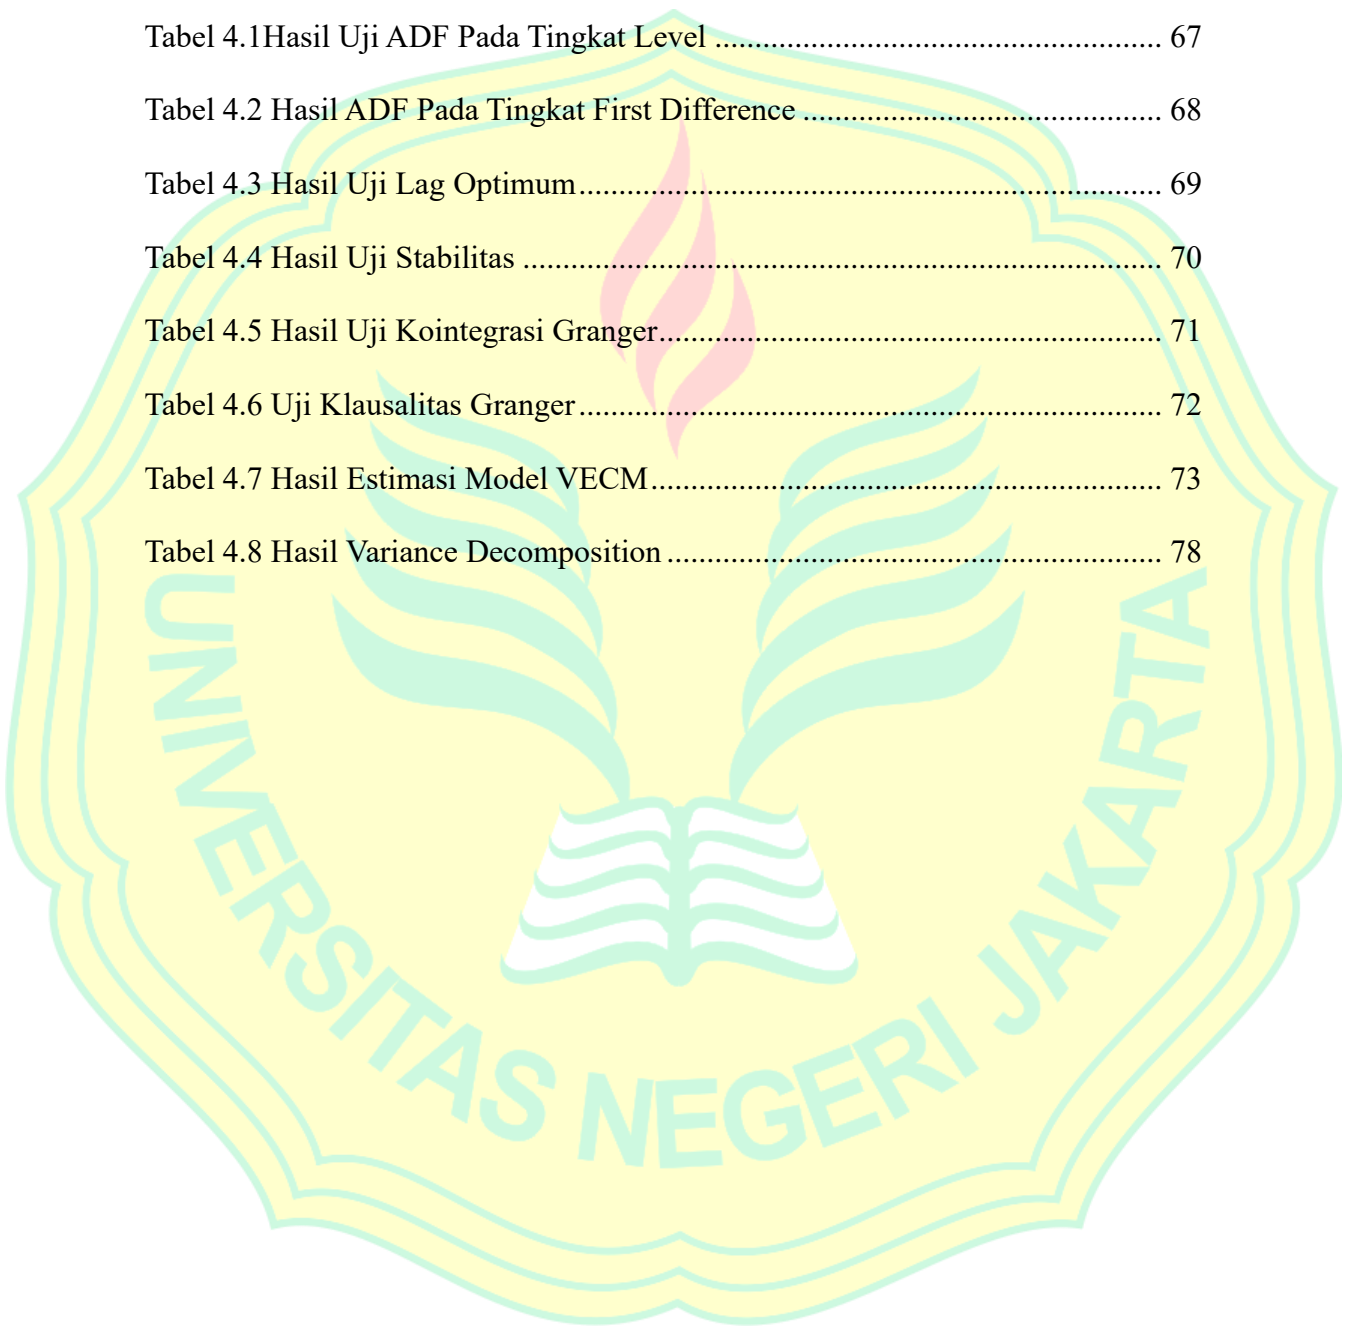 Tabel 4.1Hasil Uji ADF Pada Tingkat Level ........................................................ 67
Tabel 4.2 Hasil ADF Pada Tingkat First Difference ............................................. 68
Tabel 4.3 Hasil Uji Lag Optimum......................................................................... 69
Tabel 4.4 Hasil Uji Stabilitas ................................................................................ 70
Tabel 4.5 Hasil Uji Kointegrasi Granger............................................................... 71
Tabel 4.6 Uji Klausalitas Granger......................................................................... 72
Tabel 4.7 Hasil Estimasi Model VECM................................................................ 73
Tabel 4.8 Hasil Variance Decomposition .............................................................. 78
UNIVERSITAS NEGERI JAKARTA